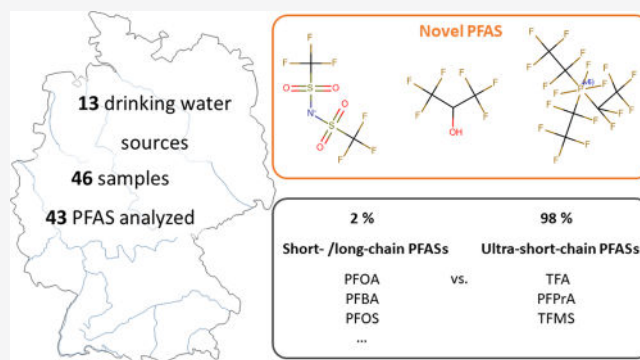 13 drinking water
sources
46 samples
43 PFAS analyzed
Novel PFAS
F
F F
O S O
N⁻
O S O
F F
F
F F F F
F F
OH
F F
F F F
F F F F
F P F F
F F F F
F F F
2 % 98 %
Short- /long-chain PFASs Ultra-short-chain PFASs
PFOA vs. TFA
PFBA PFPrA
PFOS TFMS
...